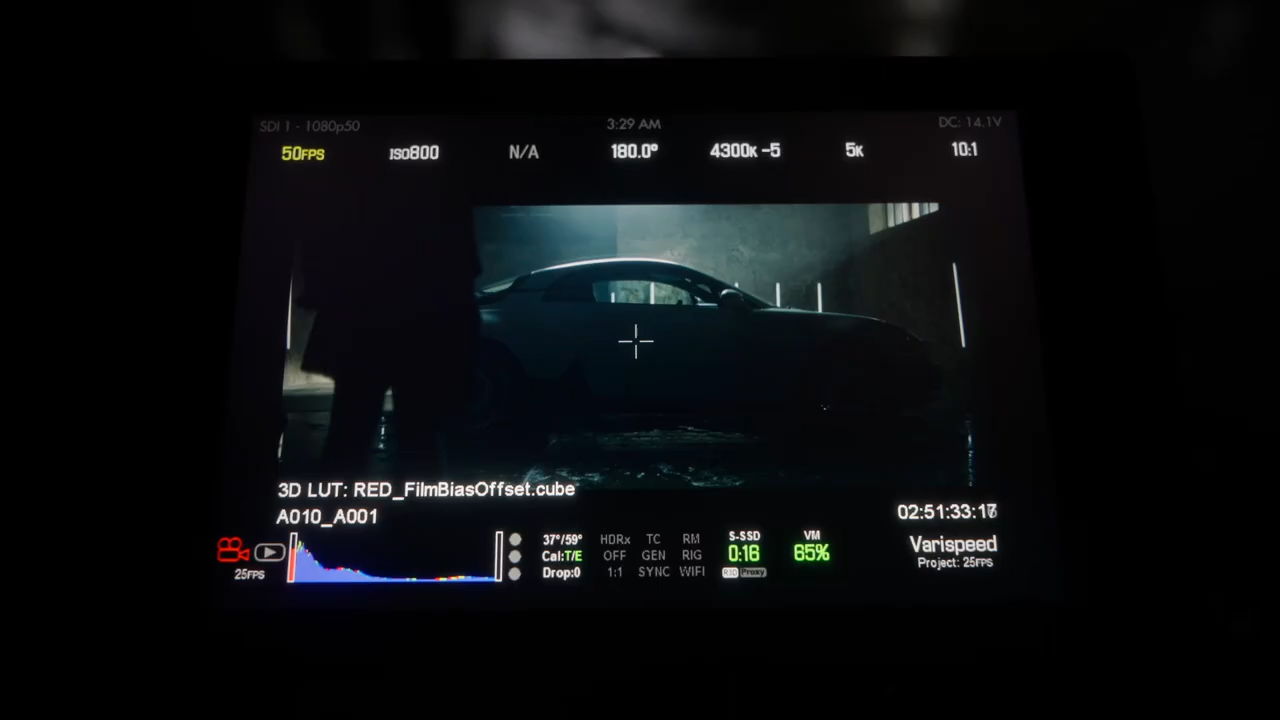 SDI 1 - 1080p50 3:29 AM DC: 14.1V
50FPS ISO800 N/A 180.0° 4300K -5 5K 10:1
3D LUT: RED_FilmBiasOffset.cube
A010_A001 02:51:33:
37°/59° HDRx TC RM S-SSD VM
Cal:T/E OFF GEN RIG 0:16 65% Varispeed
25FPS Drop:0 1:1 SYNC WIFI R3D Proxy Project: 25FPS